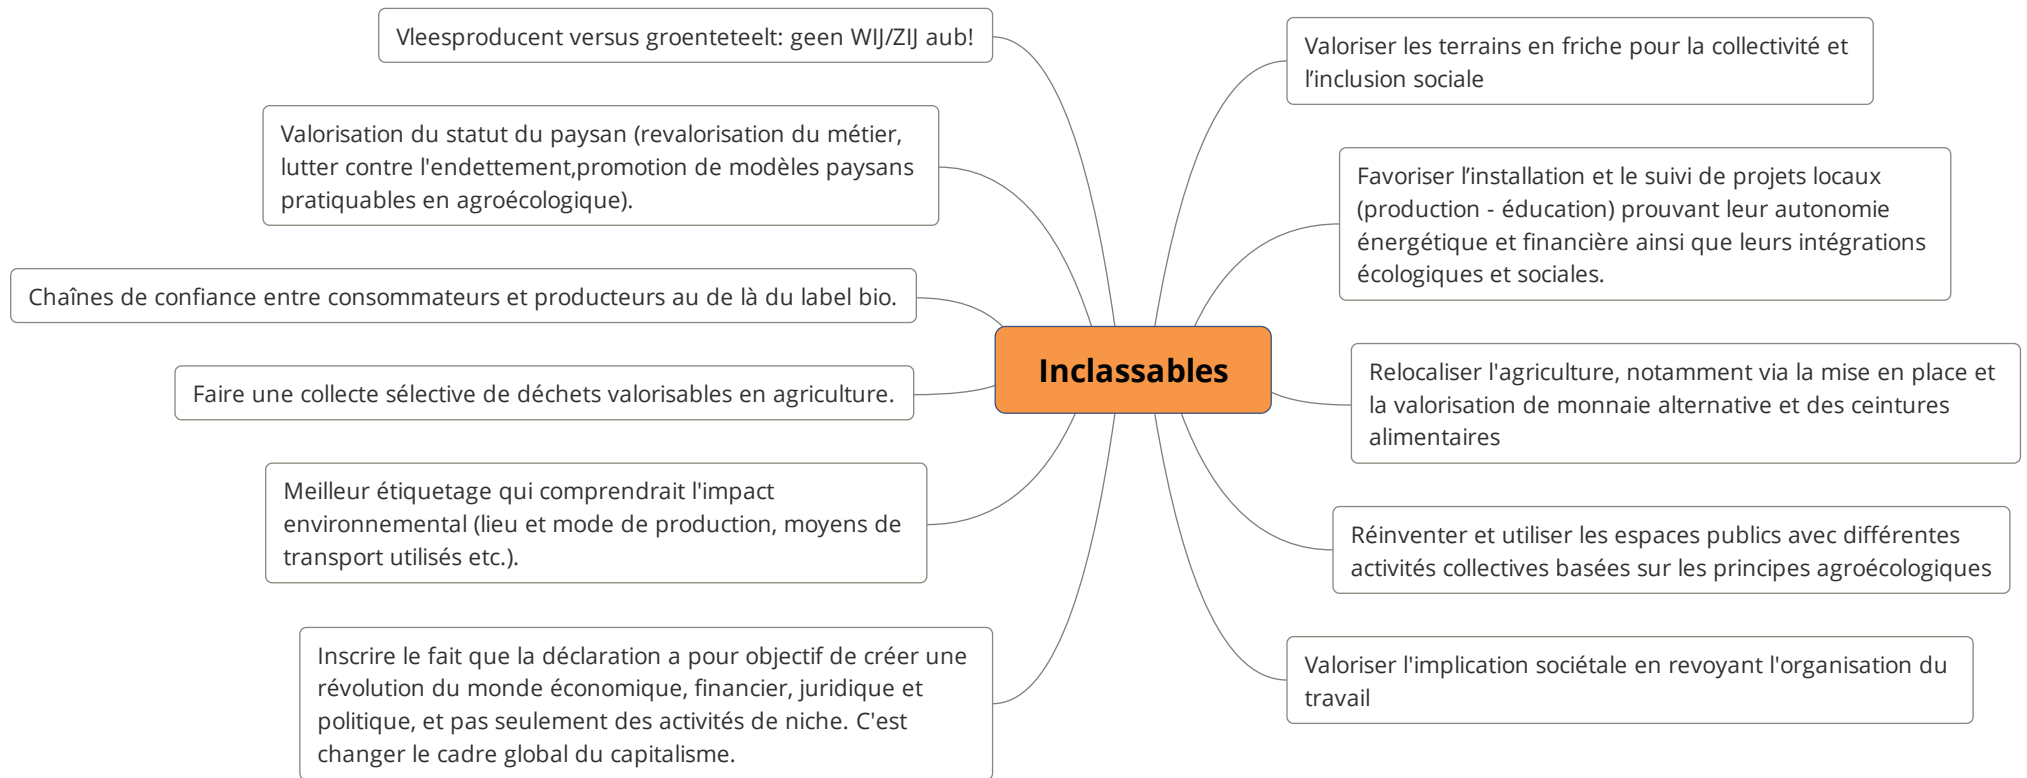 Vleesproducent versus groenteteelt: geen WIJ/ZIJ aub!
Valorisation du statut du paysan (revalorisation du métier,
lutter contre l'endettement,promotion de modèles paysans
pratiquables en agroécologique).
Chaînes de confiance entre consommateurs et producteurs au de là du label bio.
Faire une collecte sélective de déchets valorisables en agriculture.
Meilleur étiquetage qui comprendrait l'impact
environnemental (lieu et mode de production, moyens de
transport utilisés etc.).
Inscrire le fait que la déclaration a pour objectif de créer une
révolution du monde économique, financier, juridique et
politique, et pas seulement des activités de niche. C'est
changer le cadre global du capitalisme.
Inclassables
Valoriser les terrains en friche pour la collectivité et
l’inclusion sociale
Favoriser l’installation et le suivi de projets locaux
(production - éducation) prouvant leur autonomie
énergétique et financière ainsi que leurs intégrations
écologiques et sociales.
Relocaliser l'agriculture, notamment via la mise en place et
la valorisation de monnaie alternative et des ceintures
alimentaires
Réinventer et utiliser les espaces publics avec différentes
activités collectives basées sur les principes agroécologiques
Valoriser l'implication sociétale en revoyant l'organisation du
travail